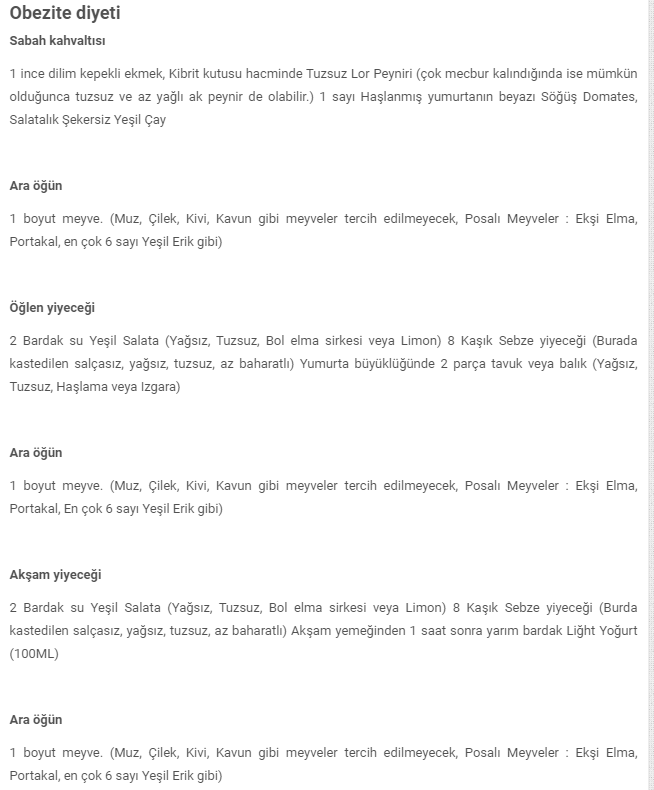 Obezite diyeti
Sabah kahvaltısı
1 ince dilim kepekli ekmek, Kibrit kutusu hacminde Tuzsuz Lor Peyniri (çok mecbur kalındığında ise mümkün
olduğunca tuzsuz ve az yağlı ak peynir de olabilir.) 1 sayı Haşlanmış yumurtanın beyazı Söğüş Domates,
Salatalık Şekersiz Yeşil Çay
Ara öğün
1 boyut meyve. (Muz, Çilek, Kivi, Kavun gibi meyveler tercih edilmeyecek, Posalı Meyveler : Ekşi Elma,
Portakal, en çok 6 sayı Yeşil Erik gibi)
Öğlen yiyeceği
2 Bardak su Yeşil Salata (Yağsız, Tuzsuz, Bol elma sirkesi veya Limon) 8 Kaşık Sebze yiyeceği (Burada
kastedilen salçasız, yağsız, tuzsuz, az baharatlı) Yumurta büyüklüğünde 2 parça tavuk veya balık (Yağsız,
Tuzsuz, Haşlama veya Izgara)
Ara öğün
1 boyut meyve. (Muz, Çilek, Kivi, Kavun gibi meyveler tercih edilmeyecek, Posalı Meyveler : Ekşi Elma,
Portakal, En çok 6 sayı Yeşil Erik gibi)
Akşam yiyeceği
2 Bardak su Yeşil Salata (Yağsız, Tuzsuz, Bol elma sirkesi veya Limon) 8 Kaşık Sebze yiyeceği (Burda
kastedilen salçasız, yağsız, tuzsuz, az baharatlı) Akşam yemeğinden 1 saat sonra yarım bardak Liğht Yoğurt
(100ML)
Ara öğün
1 boyut meyve. (Muz, Çilek, Kivi, Kavun gibi meyveler tercih edilmeyecek, Posalı Meyveler : Ekşi Elma,
Portakal, en çok 6 sayı Yeşil Erik gibi)